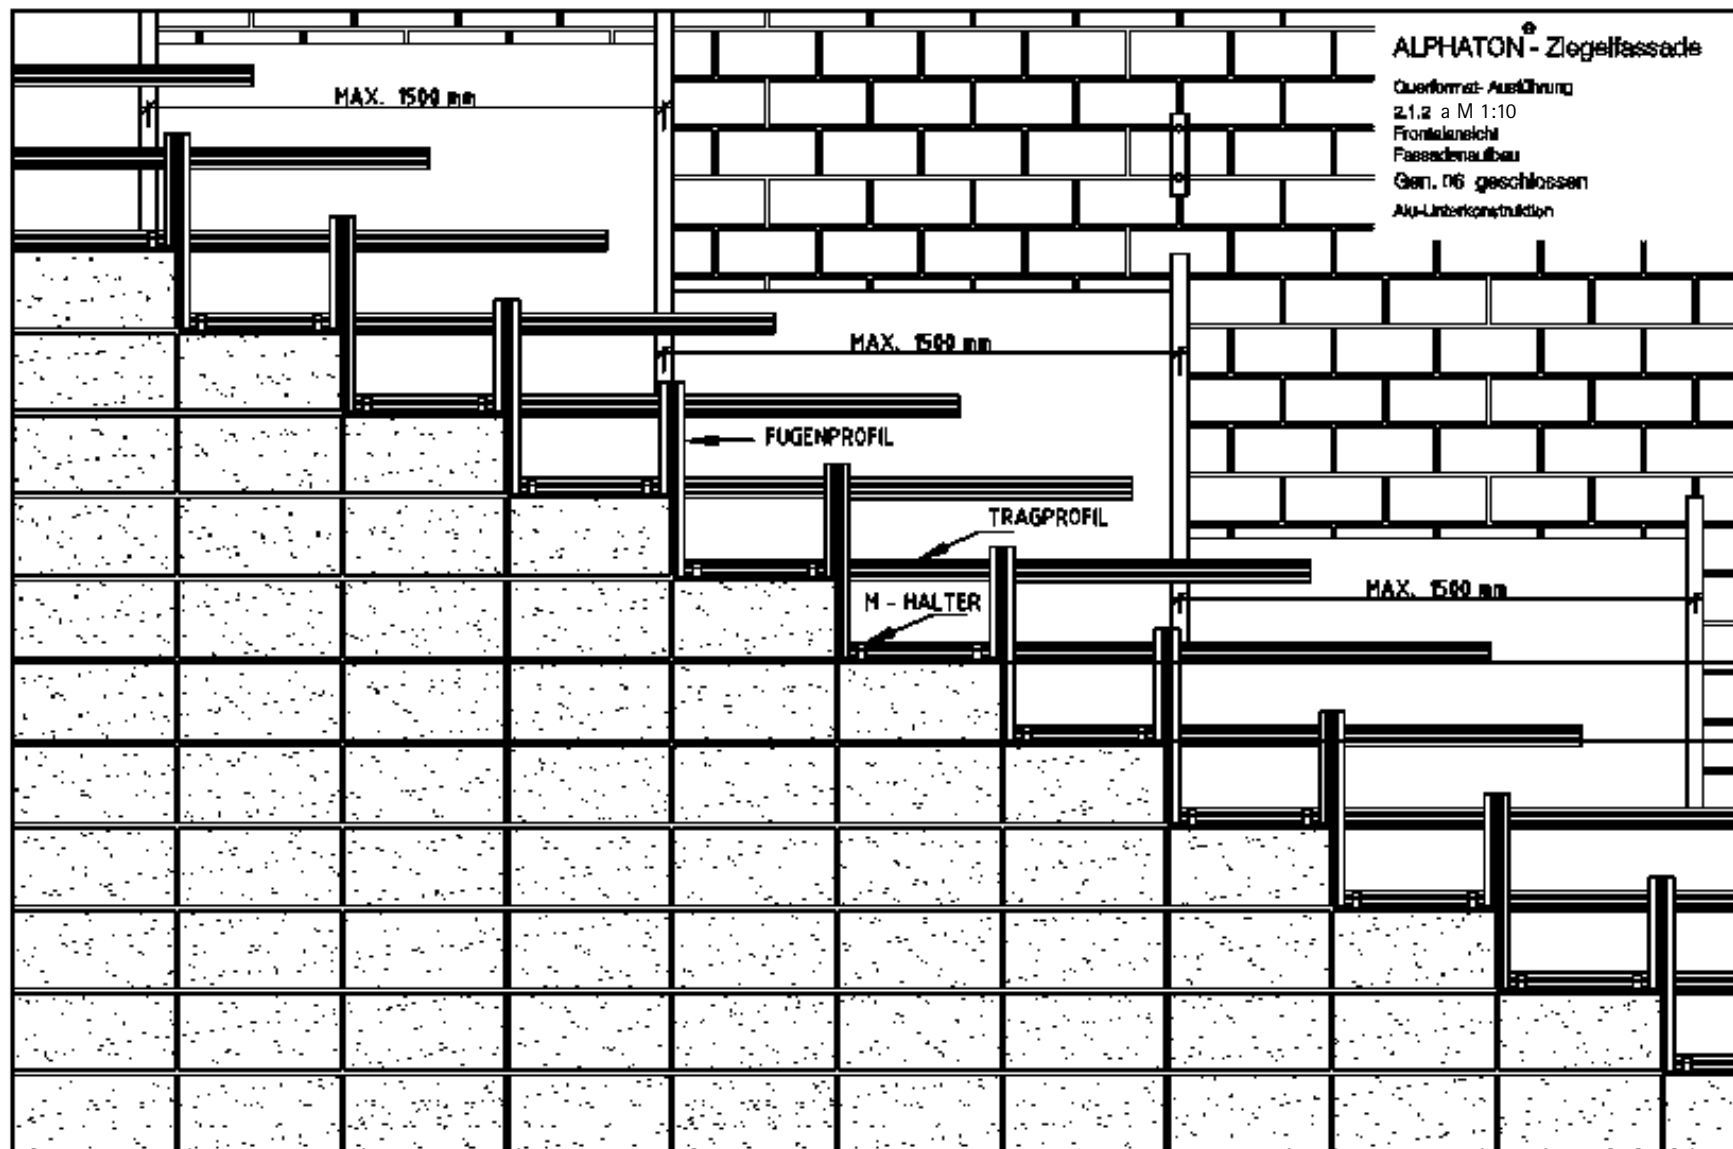 ALPHATON® - Ziegelfassade
Querformat- Ausführung
2.1.2 a M 1:10
Frontalansicht
Fassadenaufbau
Gen. 06 geschlossen
Alu-Unterkonstruktion
MAX. 1500 mm
MAX. 1500 mm
FUGENPROFIL
TRAGPROFIL
M - HALTER
MAX. 1500 mm